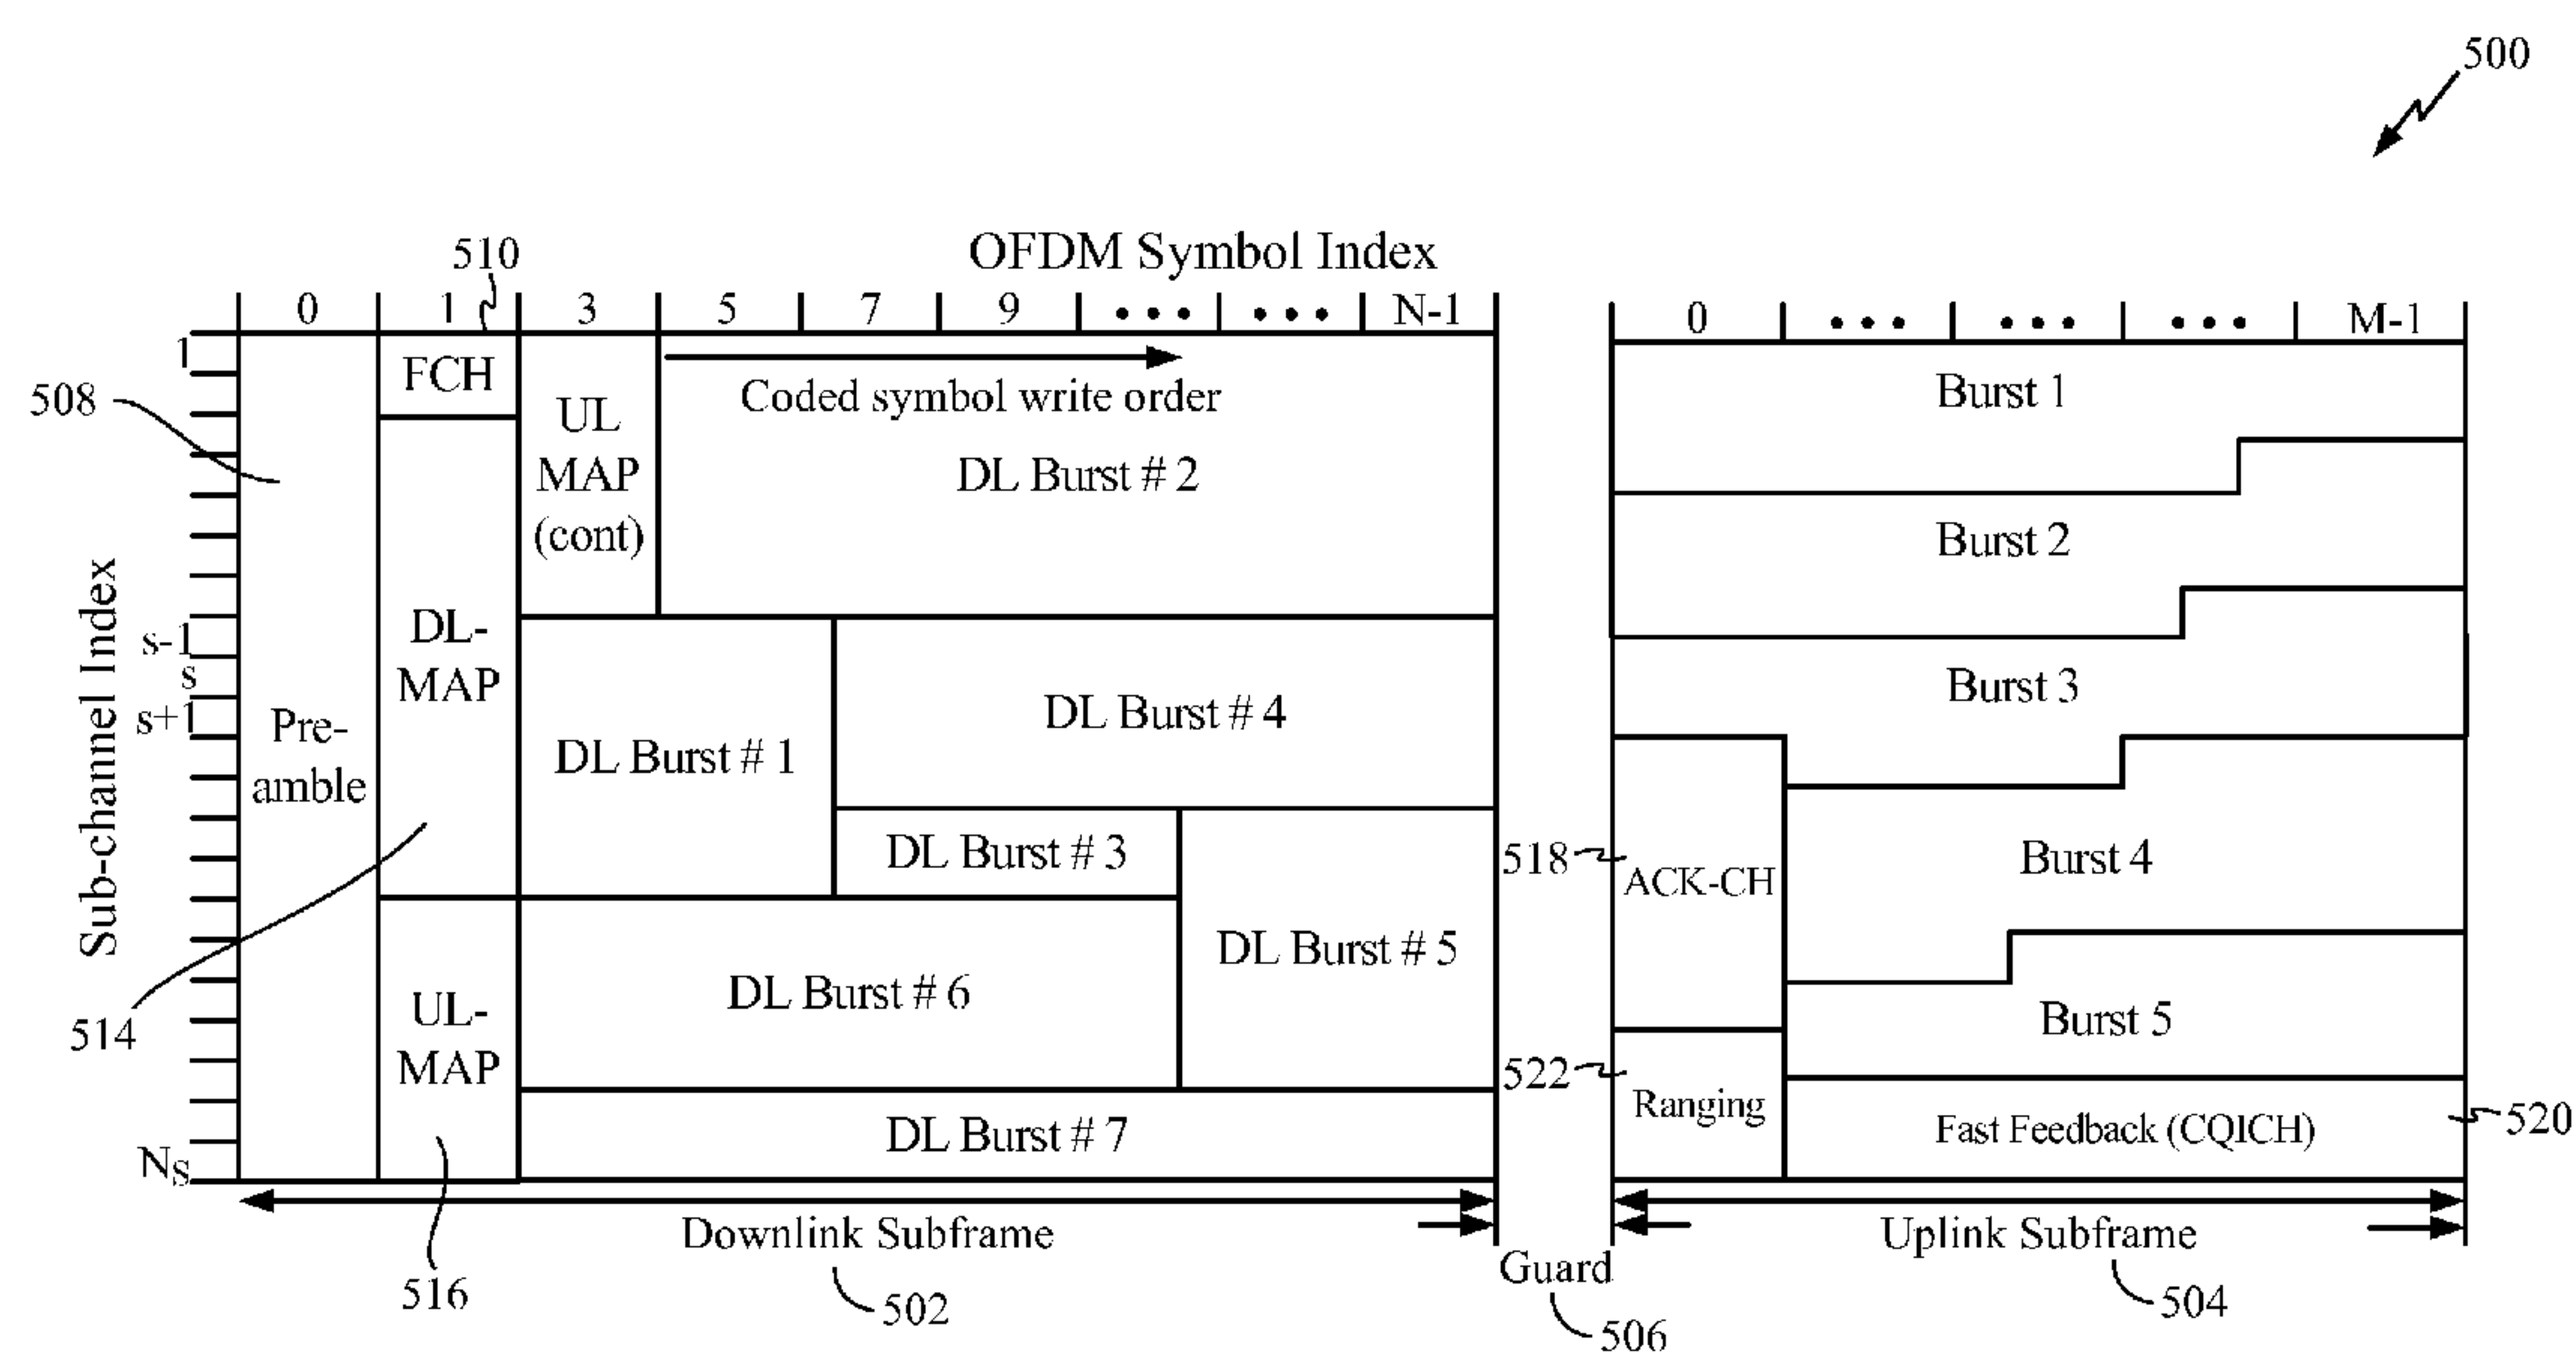 500
510
OFDM Symbol Index
0 1 3 5 7 9 • • • • • • N-1
0 • • • • • • • • • M-1
Sub-channel Index
1
s-1
s
s+1
NS
508
Pre-
amble
FCH
DL-
MAP
514
UL-
MAP
516
UL
MAP
(cont)
Coded symbol write order
DL Burst # 2
DL Burst # 1
DL Burst # 4
DL Burst # 3
DL Burst # 5
DL Burst # 6
DL Burst # 7
Burst 1
Burst 2
Burst 3
518
ACK-CH
Burst 4
Burst 5
522
Ranging
Fast Feedback (CQICH)
520
Downlink Subframe
502
Guard
506
Uplink Subframe
504